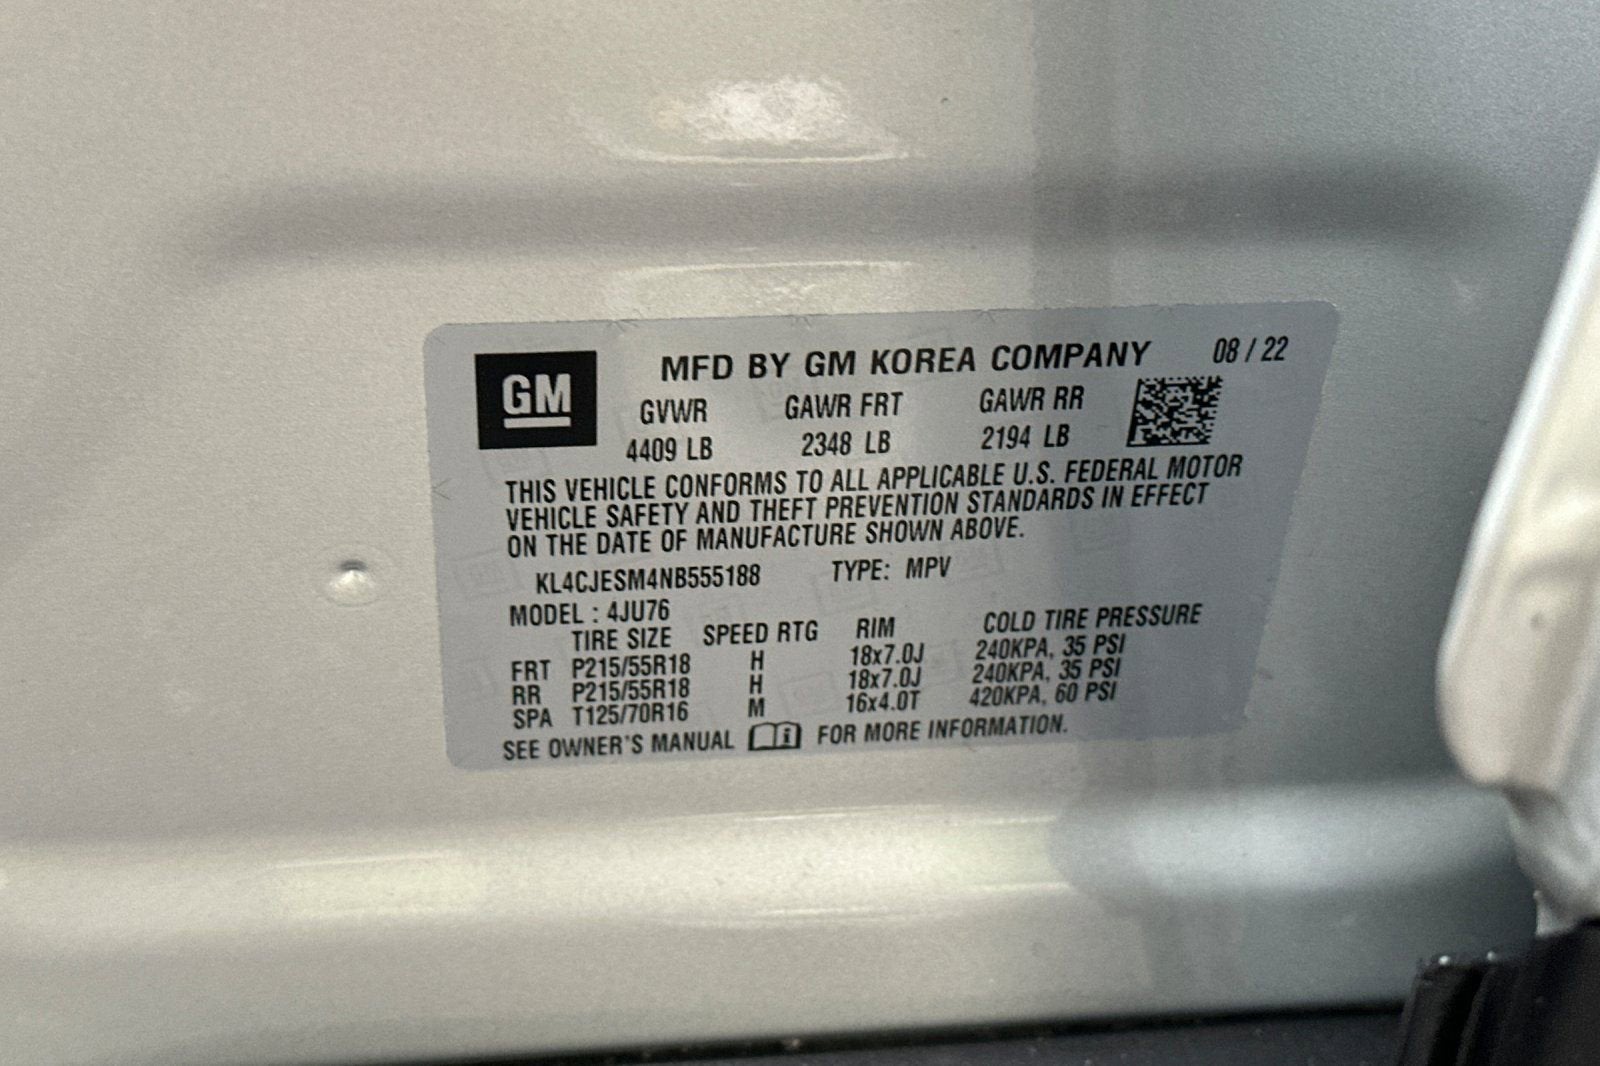 GM
MFD BY GM KOREA COMPANY 08 / 22
GVWR GAWR FRT GAWR RR
4409 LB 2348 LB 2194 LB
THIS VEHICLE CONFORMS TO ALL APPLICABLE U.S. FEDERAL MOTOR
VEHICLE SAFETY AND THEFT PREVENTION STANDARDS IN EFFECT
ON THE DATE OF MANUFACTURE SHOWN ABOVE.
KL4CJESM4NB555188 TYPE: MPV
MODEL : 4JU76
TIRE SIZE SPEED RTG RIM COLD TIRE PRESSURE
FRT P215/55R18 H 18x7.0J 240KPA, 35 PSI
RR P215/55R18 H 18x7.0J 240KPA, 35 PSI
SPA T125/70R16 M 16x4.0T 420KPA, 60 PSI
SEE OWNER'S MANUAL FOR MORE INFORMATION.